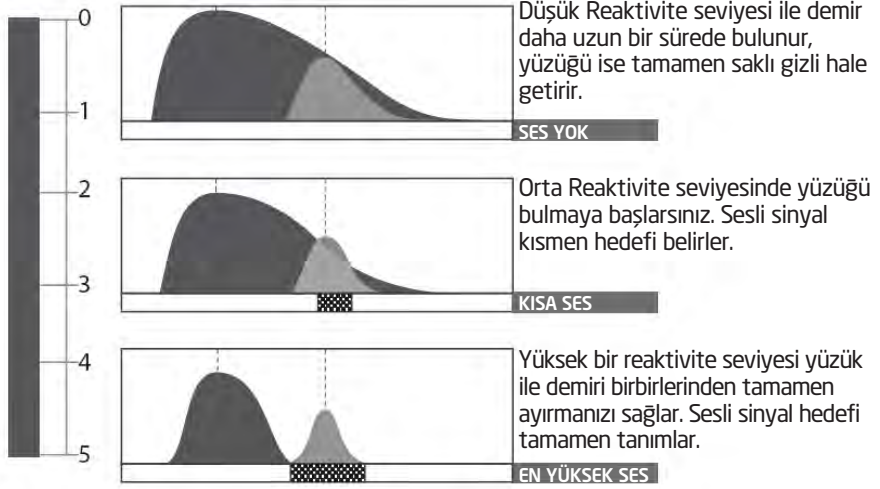 0
1
2
3
4
5
Düşük Reaktivite seviyesi ile demir
daha uzun bir sürede bulunur,
yüzüğü ise tamamen saklı gizli hale
getirir.
SES YOK
Orta Reaktivite seviyesinde yüzüğü
bulmaya başlarsınız. Sesli sinyal
kısmen hedefi belirler.
KISA SES
Yüksek bir reaktivite seviyesi yüzük
ile demiri birbirlerinden tamamen
ayırmanızı sağlar. Sesli sinyal hedefi
tamamen tanımlar.
EN YÜKSEK SES